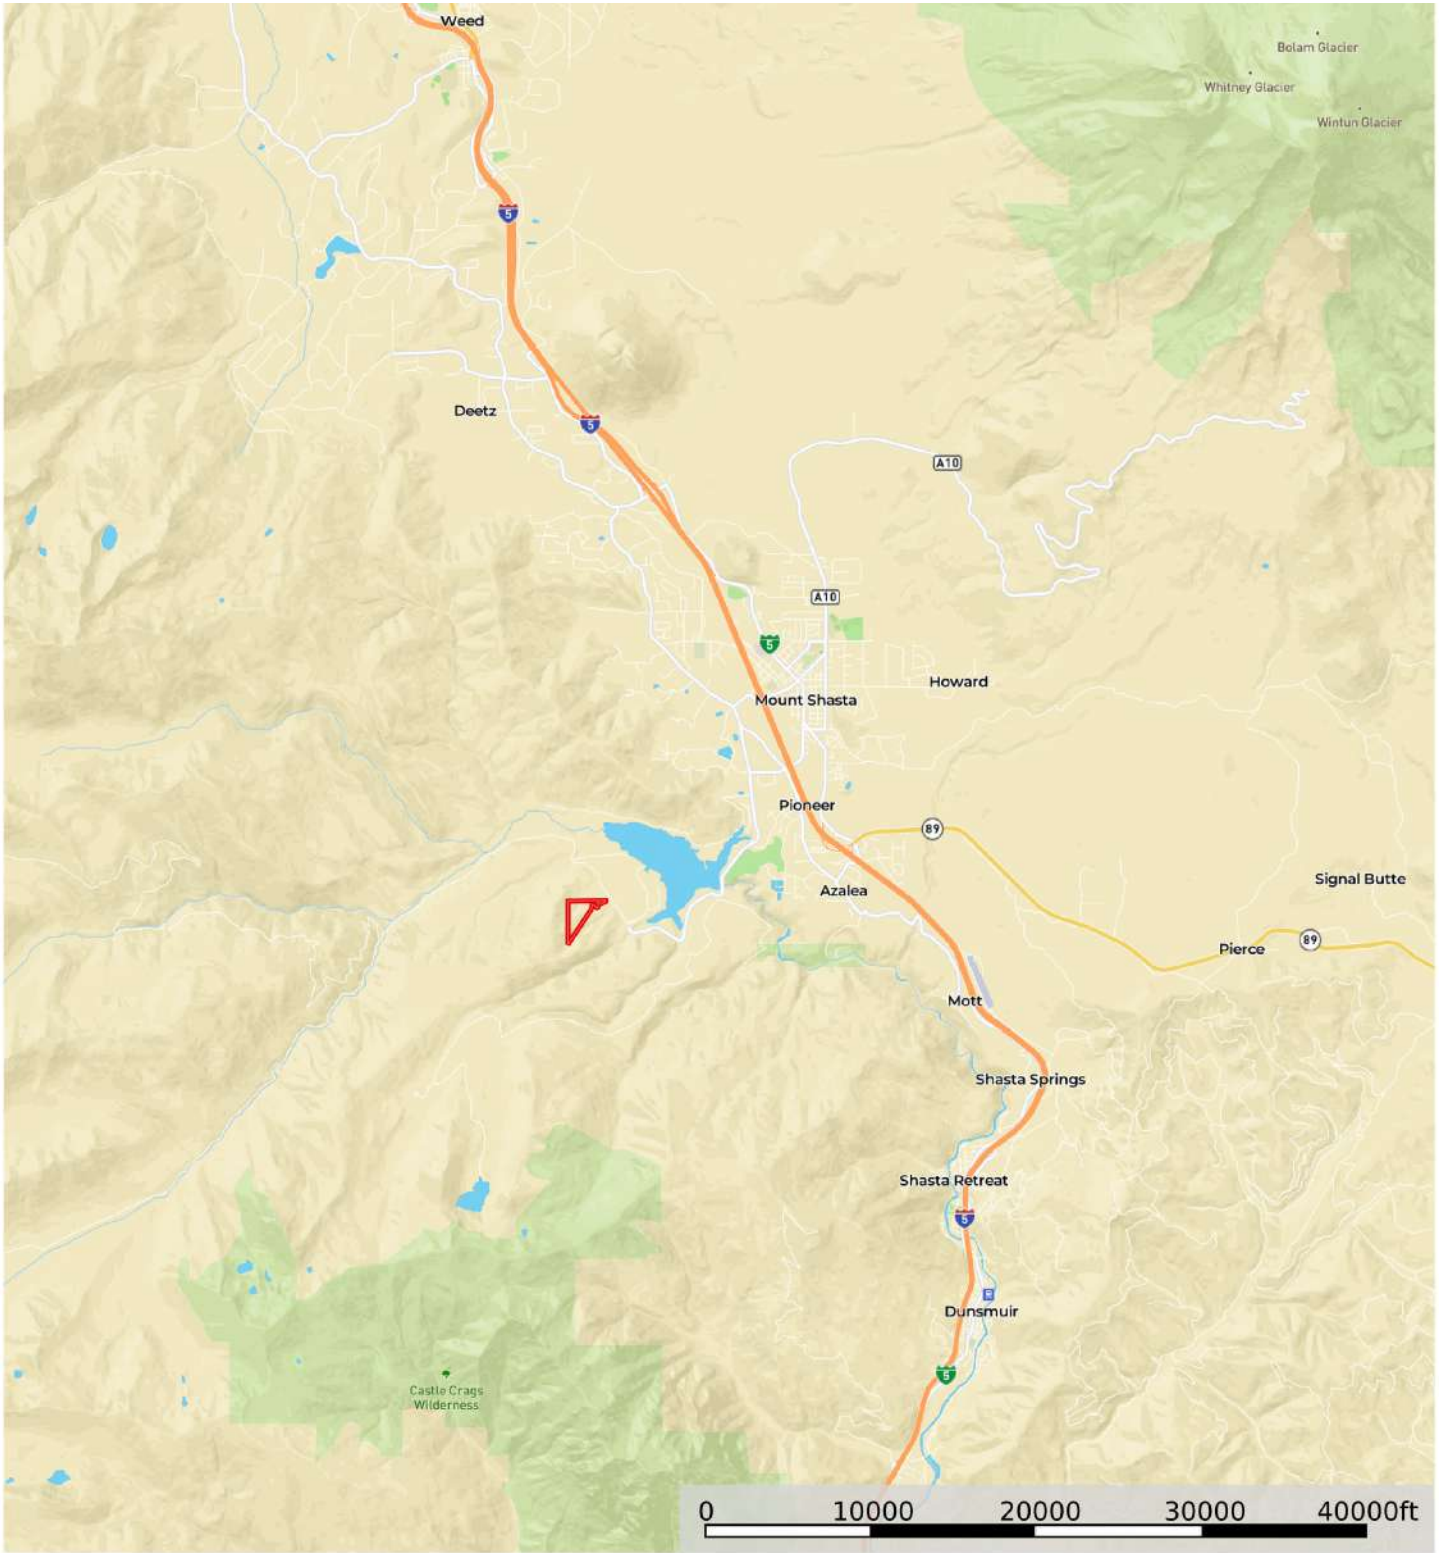 Weed
Bolam Glacier
Whitney Glacier
Wintun Glacier
5
Deetz
5
A10
A10
5
Howard
Mount Shasta
Pioneer
89
Signal Butte
Azalea
89
Pierce
Mott
Shasta Springs
Shasta Retreat
5
Dunsmuir
5
Castle Crags
Wilderness
0 10000 20000 30000 40000ft